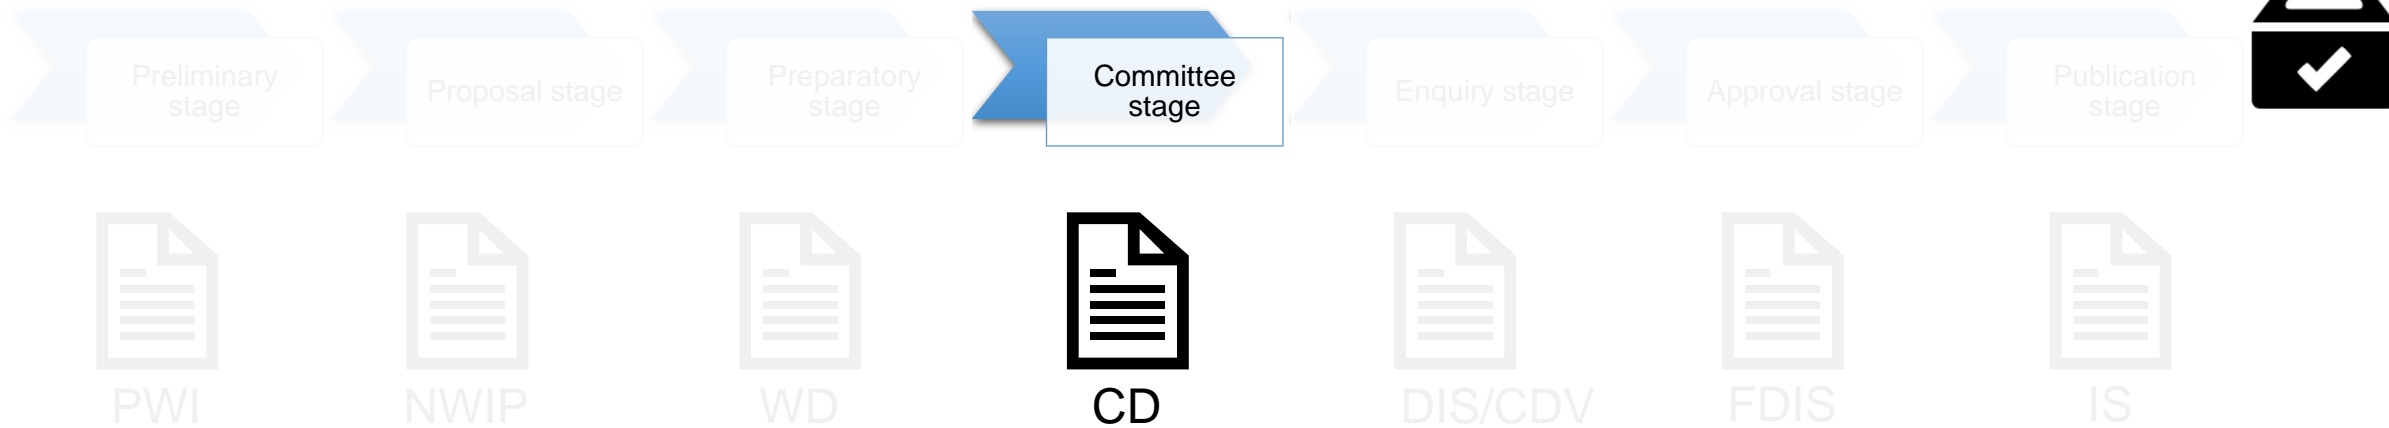 Preliminary
stage
Proposal stage
Preparatory
stage
Committee
stage
Enquiry stage
Approval stage
Publication
stage
PWI
NWIP
WD
CD
DIS/CDV
FDIS
IS